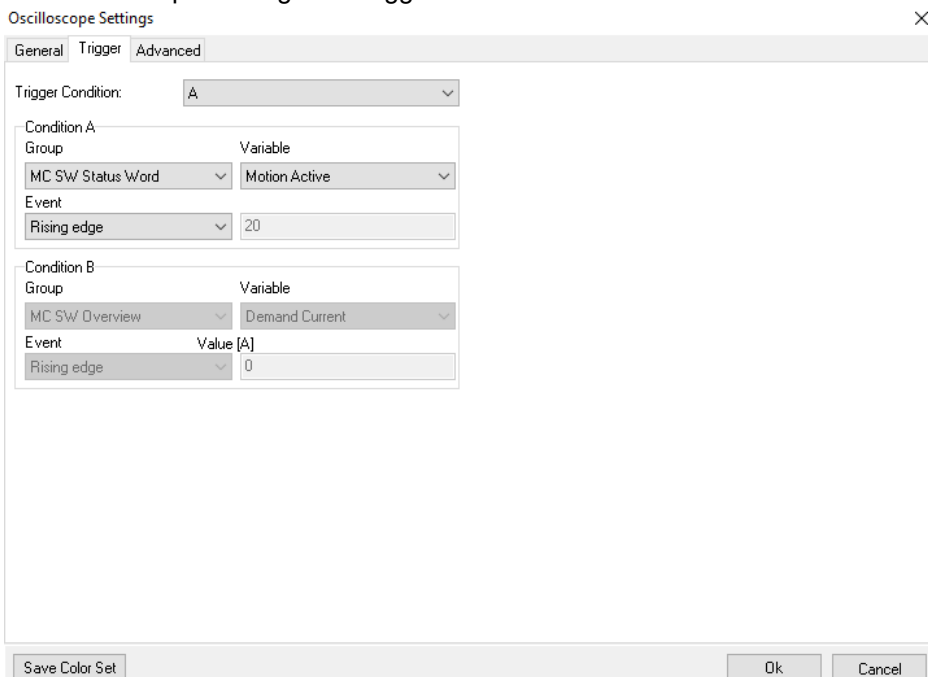 Oscilloscope Settings
General Trigger Advanced
Trigger Condition: A
Condition A
Group Variable
MC SW Status Word Motion Active
Event
Rising edge 20
Condition B
Group Variable
MC SW Overview Demand Current
Event Value [A]
Rising edge 0
Save Color Set Ok Cancel